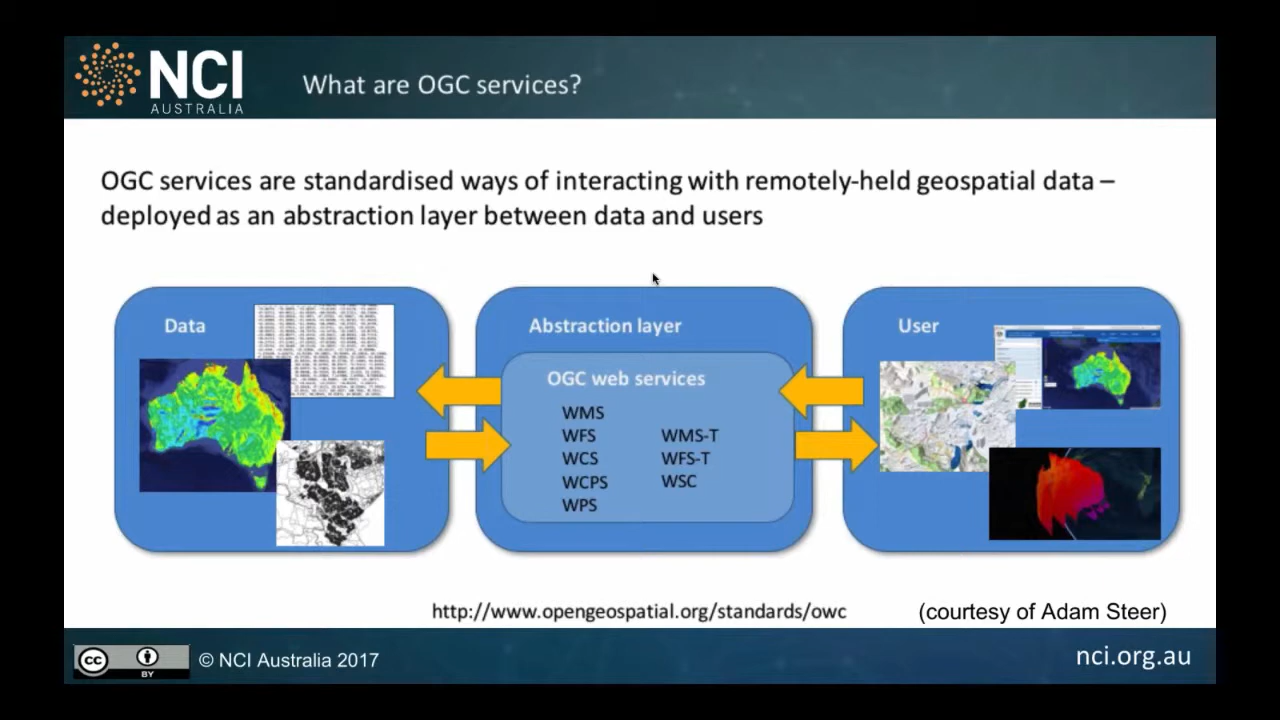 NCI
AUSTRALIA
What are OGC services?
OGC services are standardised ways of interacting with remotely-held geospatial data –
deployed as an abstraction layer between data and users
Data
Abstraction layer
OGC web services
WMS
WFS
WCS
WCPS
WPS
WMS-T
WFS-T
WSC
User
http://www.opengeospatial.org/standards/owc
(courtesy of Adam Steer)
cc
BY
© NCI Australia 2017
nci.org.au